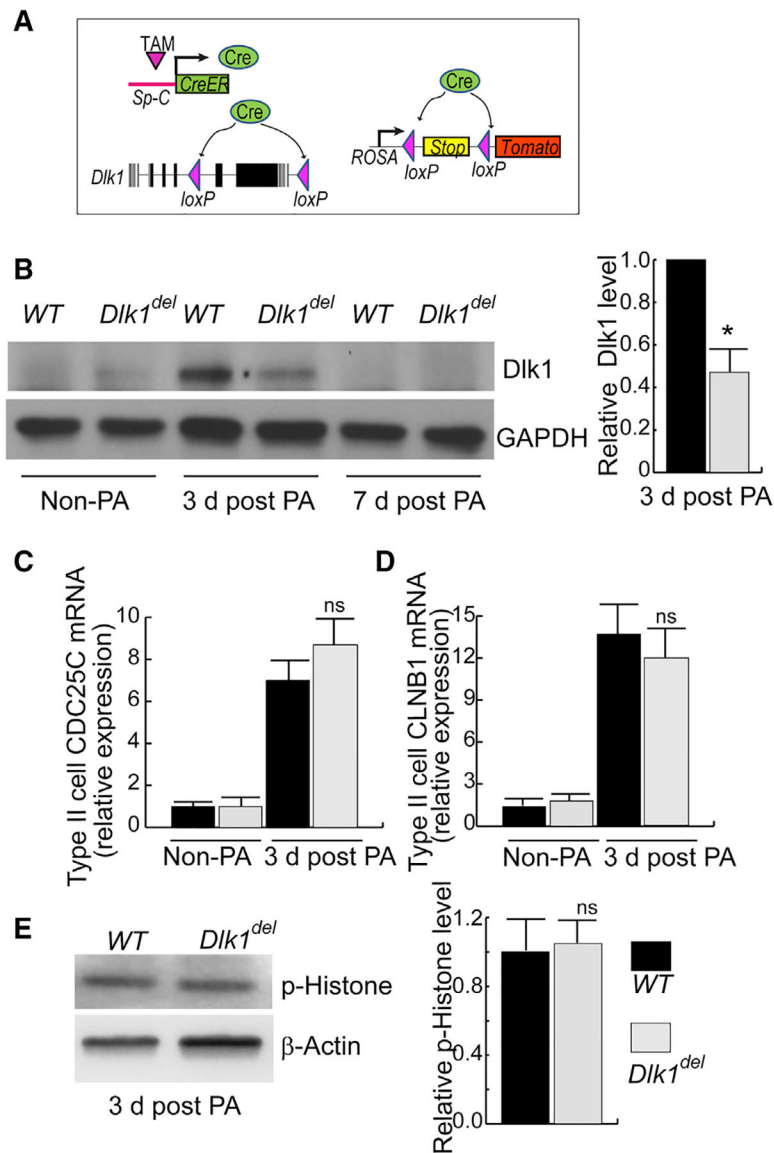 A
TAM
Cre
Sp-C CreER
Cre
Dlk1
loxP loxP
Cre
ROSA Stop Tomato
loxP loxP
B
WT Dlk1del WT Dlk1del WT Dlk1del
Dlk1
GAPDH
Non-PA 3 d post PA 7 d post PA
Relative Dlk1 level
1.0
0.8
0.6
0.4
0.2
0
*
3 d post PA
C
Type II cell CDC25C mRNA
(relative expression)
10
8
6
4
2
0
ns
Non-PA 3 d post PA
D
Type II cell CLNB1 mRNA
(relative expression)
15
12
9
6
3
0
ns
Non-PA 3 d post PA
E
WT Dlk1del
p-Histone
β-Actin
3 d post PA
Relative p-Histone level
1.2
0.8
0.4
0.0
ns
WT
Dlk1del